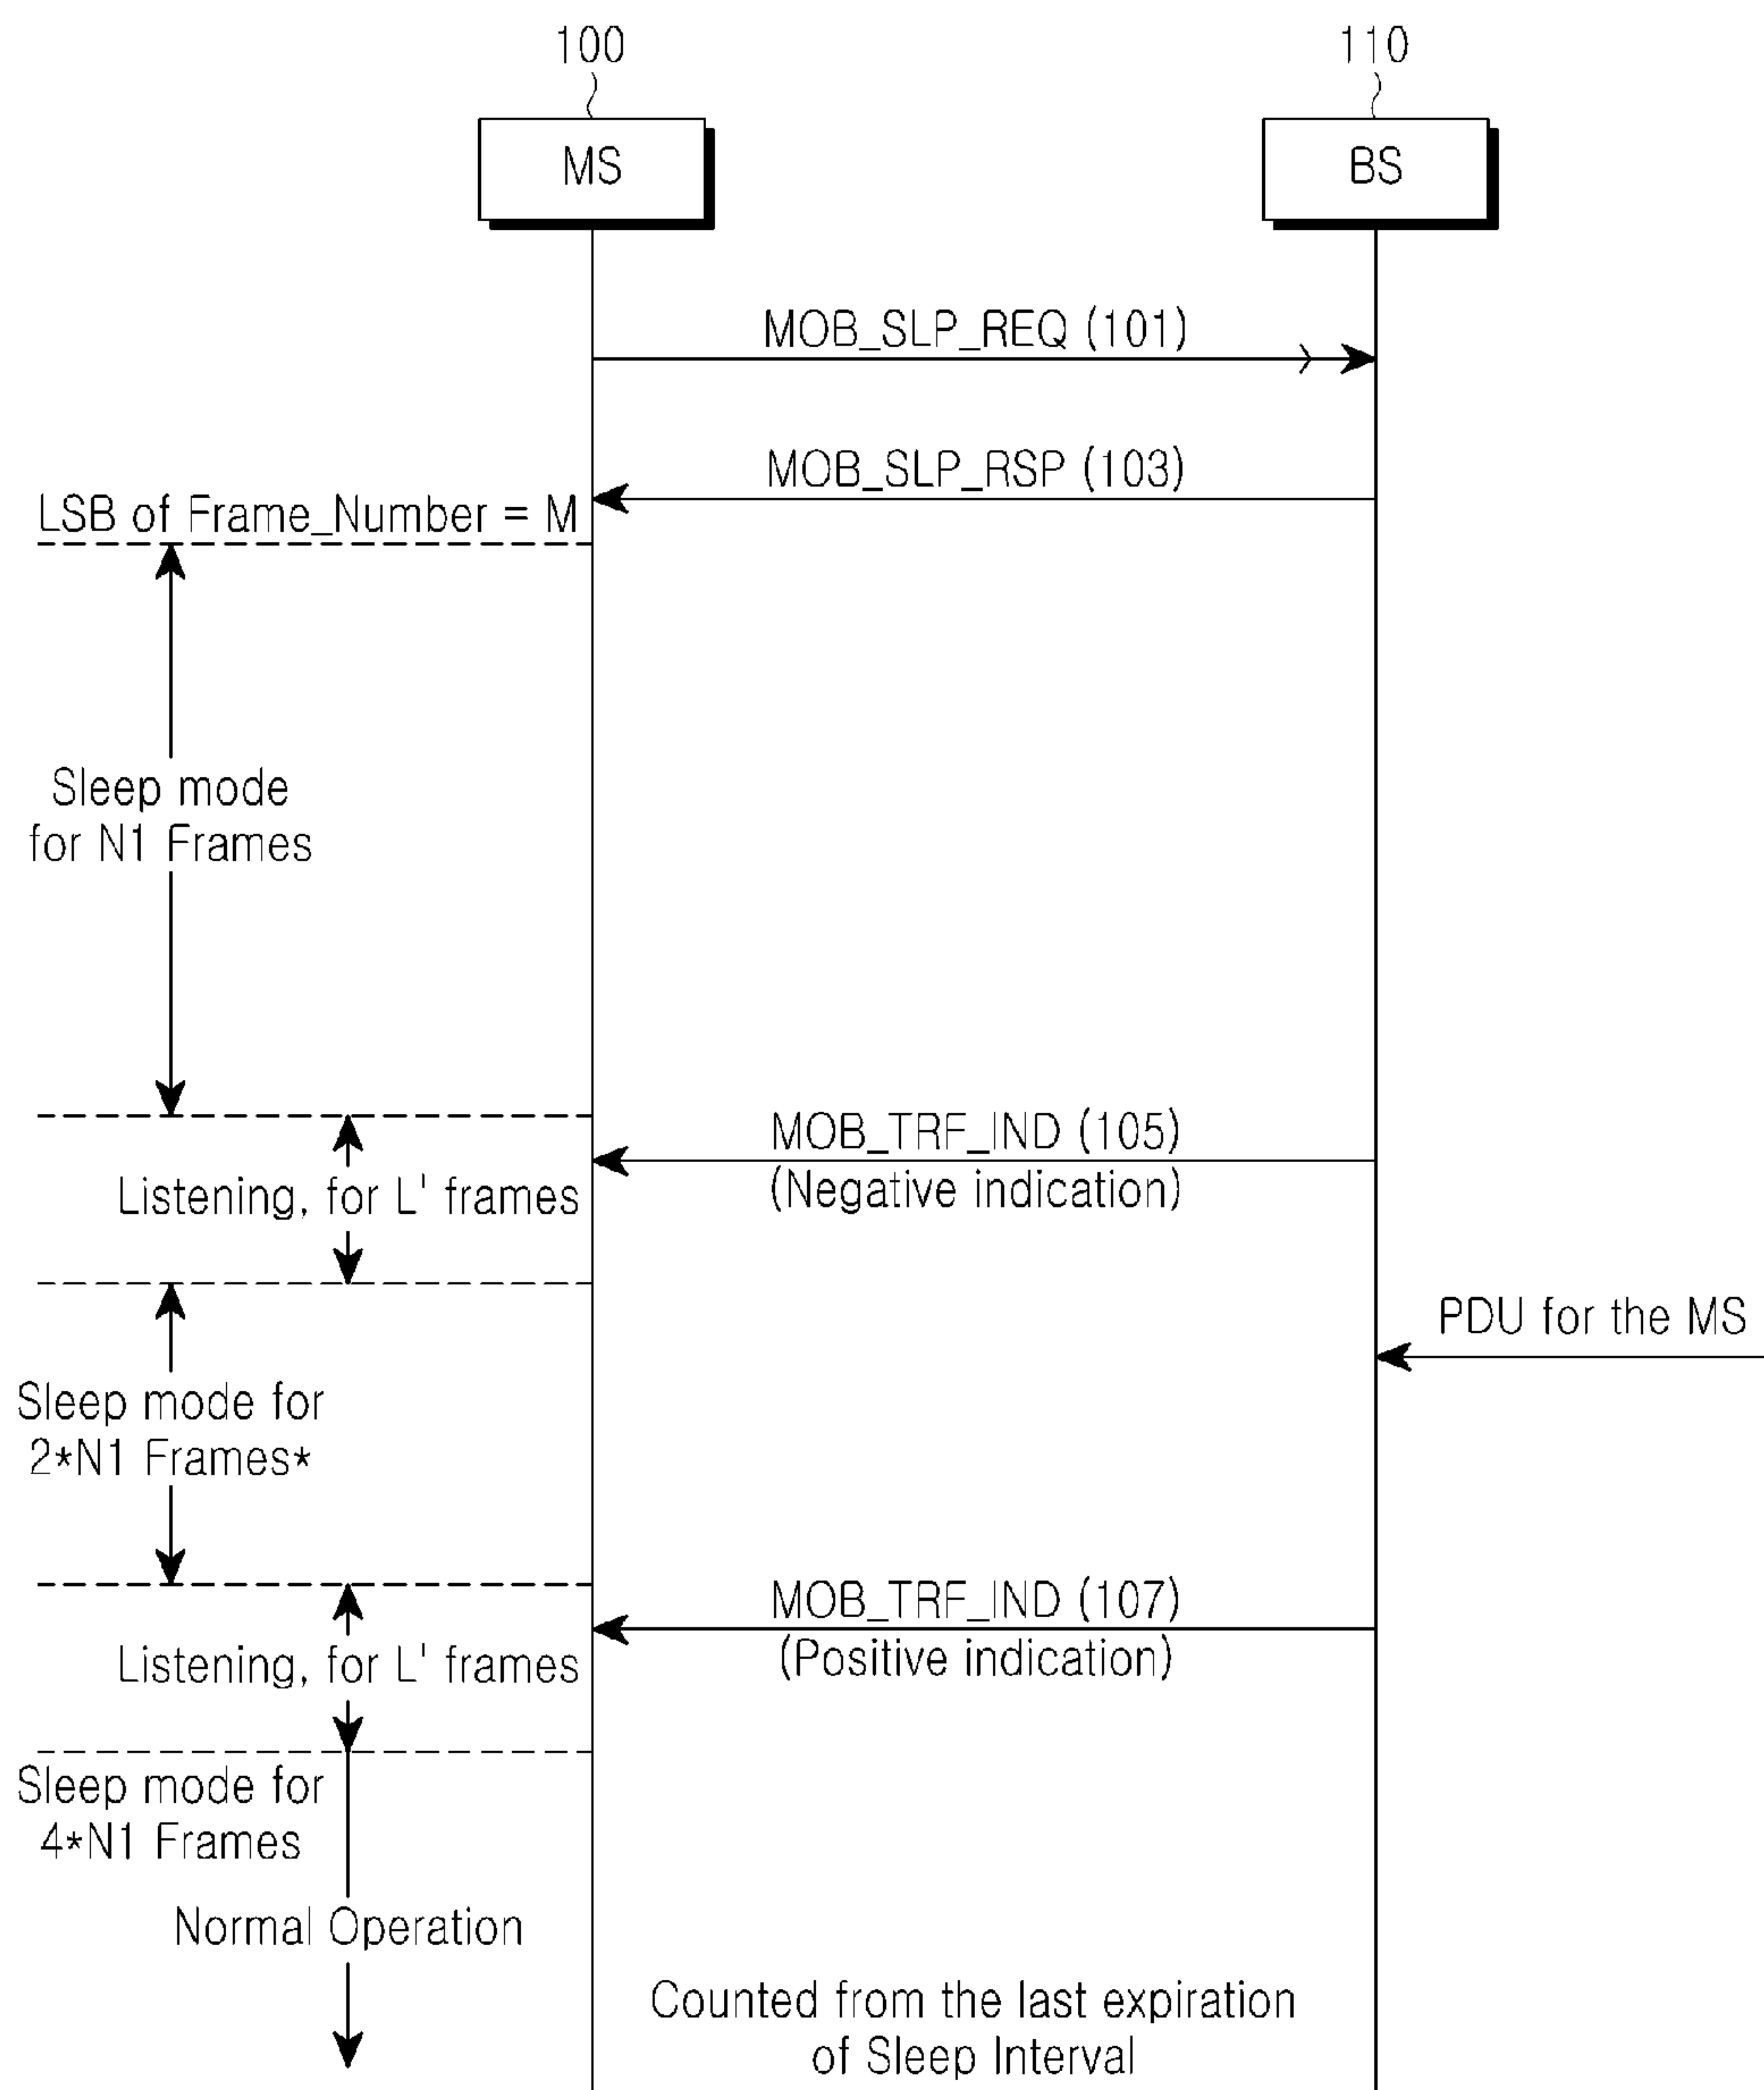 100
110
MS
BS
MOB_SLP_REQ (101)
MOB_SLP_RSP (103)
LSB of Frame_Number = M
Sleep mode
for N1 Frames
MOB_TRF_IND (105)
(Negative indication)
Listening, for L' frames
PDU for the MS
Sleep mode for
2*N1 Frames*
MOB_TRF_IND (107)
(Positive indication)
Listening, for L' frames
Sleep mode for
4*N1 Frames
Normal Operation
Counted from the last expiration
of Sleep Interval